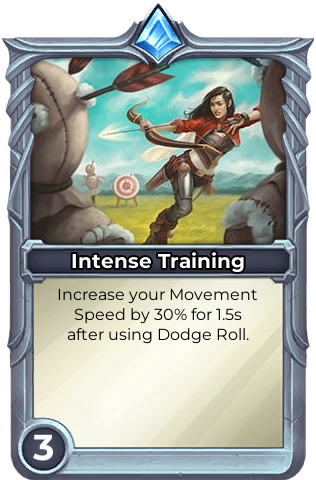 Intense Training
Increase your Movement
Speed by 30% for 1.5s
after using Dodge Roll.
3